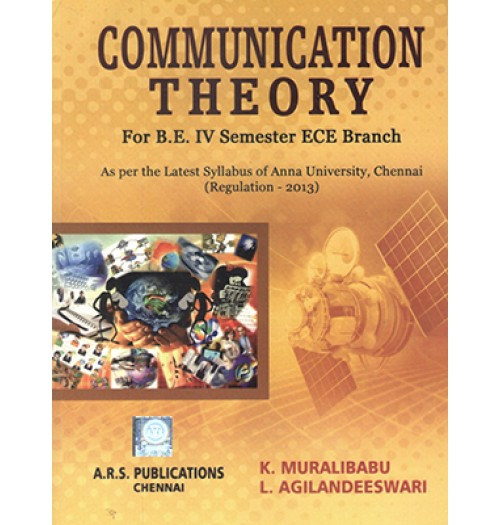 COMMUNICATION
THEORY
For B.E. IV Semester ECE Branch
As per the Latest Syllabus of Anna University, Chennai
(Regulation - 2013)
A.R.S. PUBLICATIONS
CHENNAI
K. MURALIBABU
L. AGILANDEESWARI